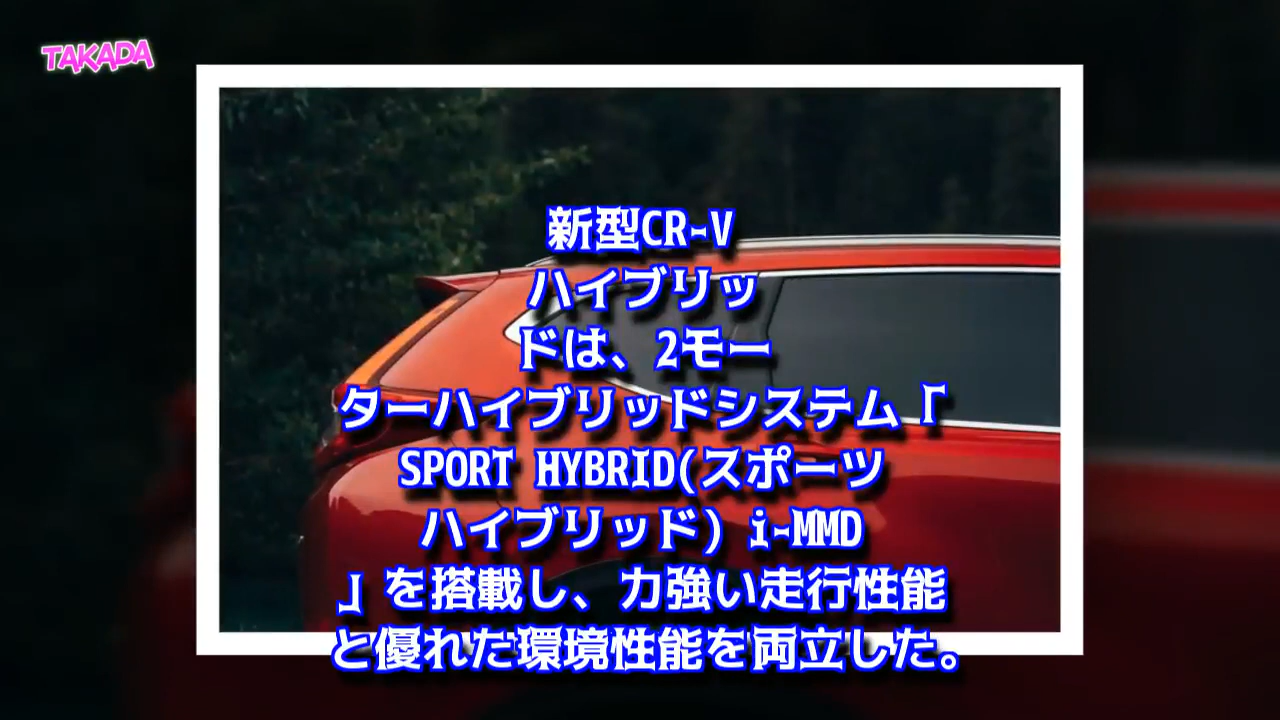 TAKADA
新型CR-V
ハイブリッ
ドは、2モー
ターハイブリッドシステム「
SPORT HYBRID(スポーツ
ハイブリッド) i-MMD
」を搭載し、力強い走行性能
と優れた環境性能を両立した。